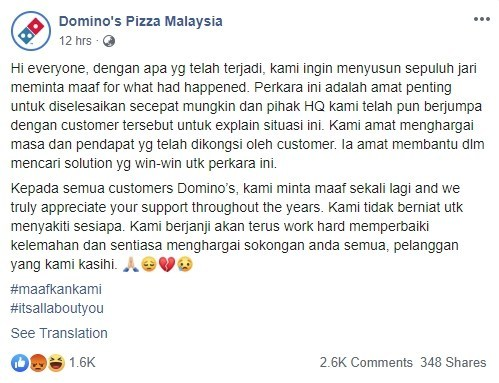 Domino's Pizza Malaysia
12 hrs ·
Hi everyone, dengan apa yg telah terjadi, kami ingin menyusun sepuluh jari
meminta maaf for what had happened. Perkara ini adalah amat penting
untuk diselesaikan secepat mungkin dan pihak HQ kami telah pun berjumpa
dengan customer tersebut untuk explain situasi ini. Kami amat menghargai
masa dan pendapat yg telah dikongsi oleh customer. Ia amat membantu dlm
mencari solution yg win-win utk perkara ini.
Kepada semua customers Domino's, kami minta maaf sekali lagi and we
truly appreciate your support throughout the years. Kami tidak berniat utk
menyakiti sesiapa. Kami berjanji akan terus work hard memperbaiki
kelemahan dan sentiasa menghargai sokongan anda semua, pelanggan
yang kami kasihi. 🙏🏼😔💔😢
#maafkankami
#itsallaboutyou
See Translation
1.6K 2.6K Comments 348 Shares